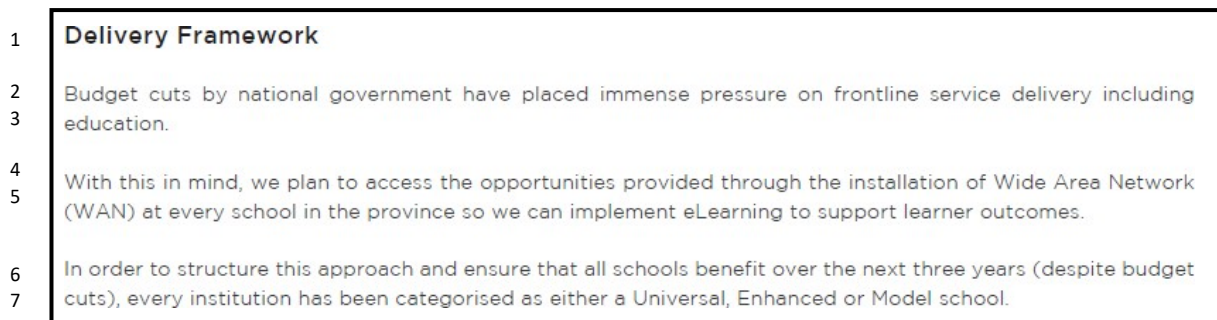 1 Delivery Framework
2 Budget cuts by national government have placed immense pressure on frontline service delivery including
3 education.
4 With this in mind, we plan to access the opportunities provided through the installation of Wide Area Network
5 (WAN) at every school in the province so we can implement eLearning to support learner outcomes.
6 In order to structure this approach and ensure that all schools benefit over the next three years (despite budget
7 cuts), every institution has been categorised as either a Universal, Enhanced or Model school.